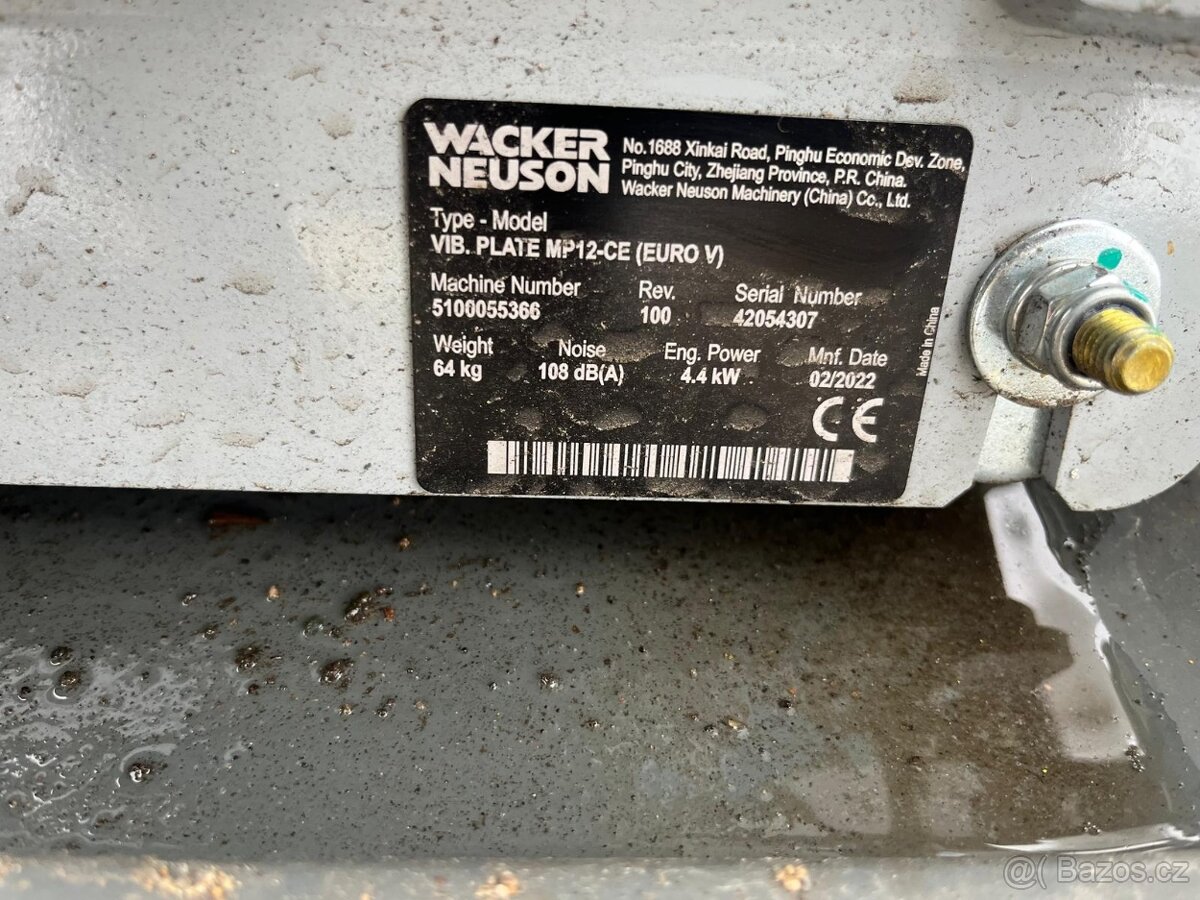 WACKER
NEUSON
No.1688 Xinkai Road, Pinghu Economic Dev. Zone,
Pinghu City, Zhejiang Province, P.R. China.
Wacker Neuson Machinery (China) Co., Ltd.
Type - Model
VIB. PLATE MP12-CE (EURO V)
Machine Number Rev. Serial Number
5100055366 100 42054307
Weight Noise Eng. Power Mnf. Date
64 kg 108 dB(A) 4.4 kW 02/2022
CE
Made in China
@ Bazos.cz